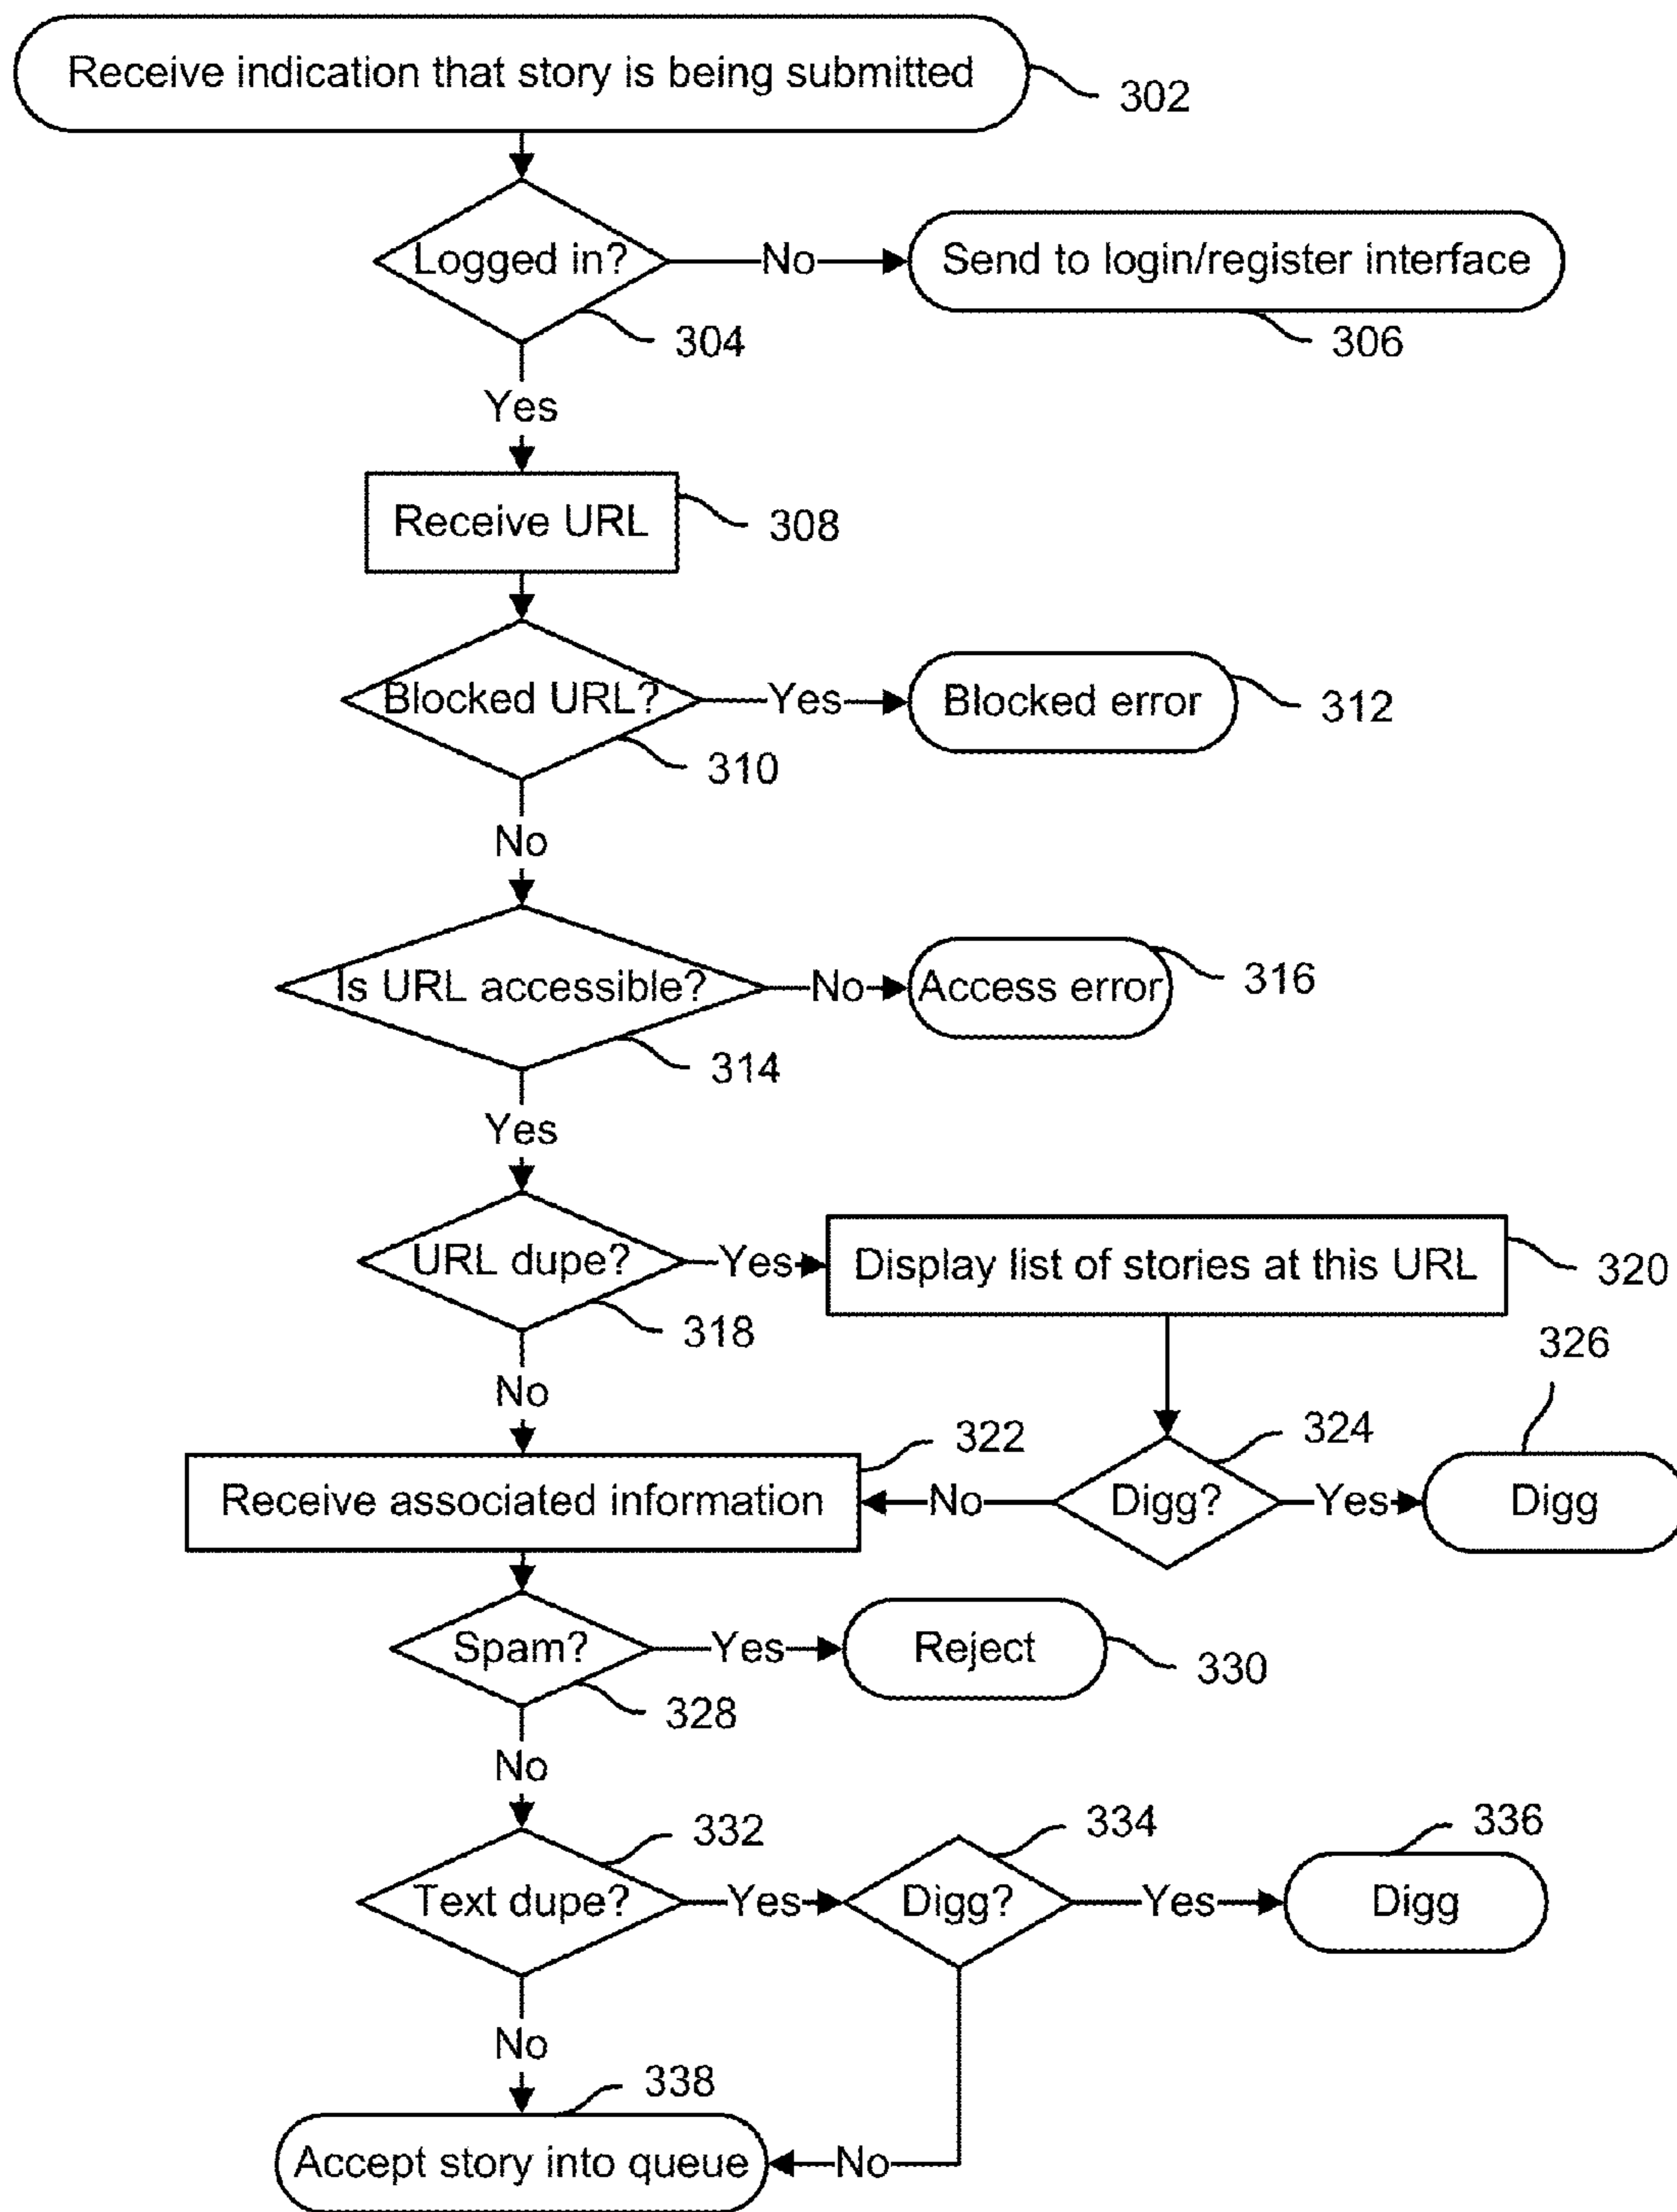 Receive indication that story is being submitted
302
Logged in?
No
Send to login/register interface
304
306
Yes
Receive URL
308
Blocked URL?
Yes
Blocked error
312
310
No
Is URL accessible?
No
Access error
316
314
Yes
URL dupe?
Yes
Display list of stories at this URL
320
318
326
No
322
324
Receive associated information
No
Digg?
Yes
Digg
Spam?
Yes
Reject
330
328
No
332
334
336
Text dupe?
Yes
Digg?
Yes
Digg
No
338
Accept story into queue
No